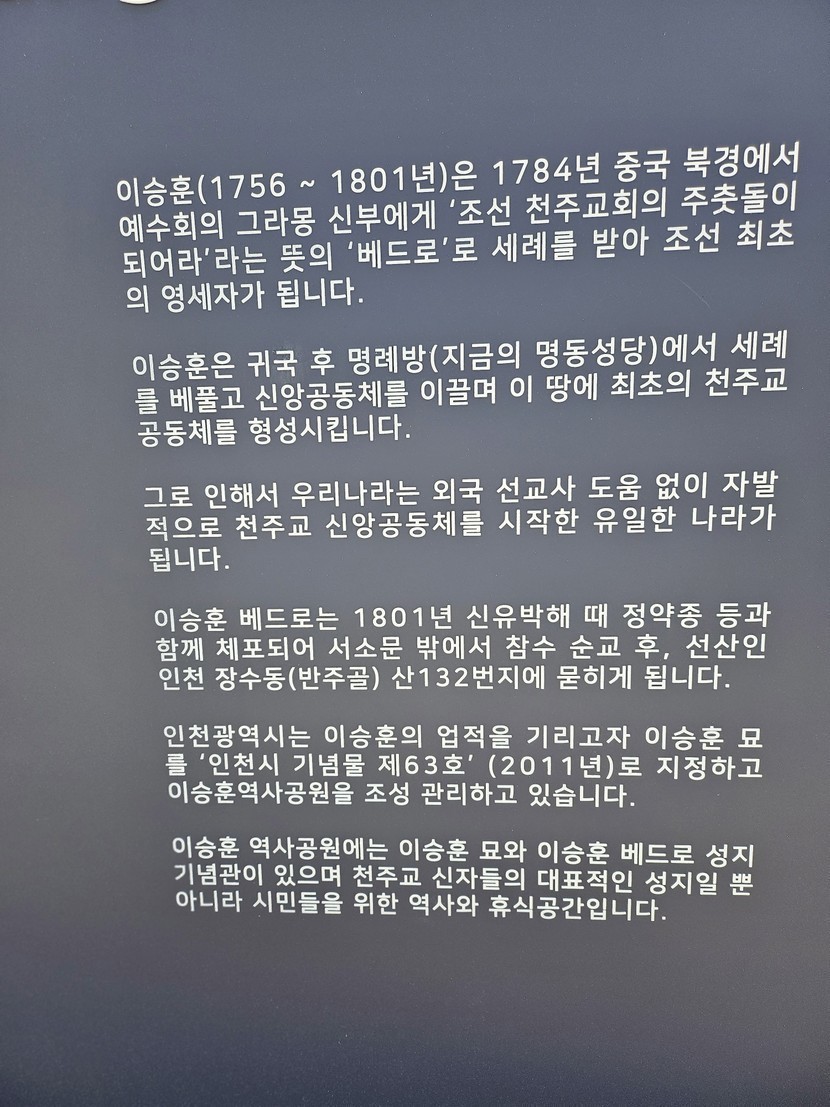 이승훈(1756 ~ 1801년)은 1784년 중국 북경에서
예수회의 그라몽 신부에게 ‘조선 천주교회의 주춧돌이
되어라’라는 뜻의 ‘베드로’로 세례를 받아 조선 최초
의 영세자가 됩니다.
이승훈은 귀국 후 명례방(지금의 명동성당)에서 세례
를 베풀고 신앙공동체를 이끌며 이 땅에 최초의 천주교
공동체를 형성시킵니다.
그로 인해서 우리나라는 외국 선교사 도움 없이 자발
적으로 천주교 신앙공동체를 시작한 유일한 나라가
됩니다.
이승훈 베드로는 1801년 신유박해 때 정약종 등과
함께 체포되어 서소문 밖에서 참수 순교 후, 선산인
인천 장수동(반주골) 산132번지에 묻히게 됩니다.
인천광역시는 이승훈의 업적을 기리고자 이승훈 묘
를 ‘인천시 기념물 제63호’ (2011년)로 지정하고
이승훈역사공원을 조성 관리하고 있습니다.
이승훈 역사공원에는 이승훈 묘와 이승훈 베드로 성지
기념관이 있으며 천주교 신자들의 대표적인 성지일 뿐
아니라 시민들을 위한 역사와 휴식공간입니다.